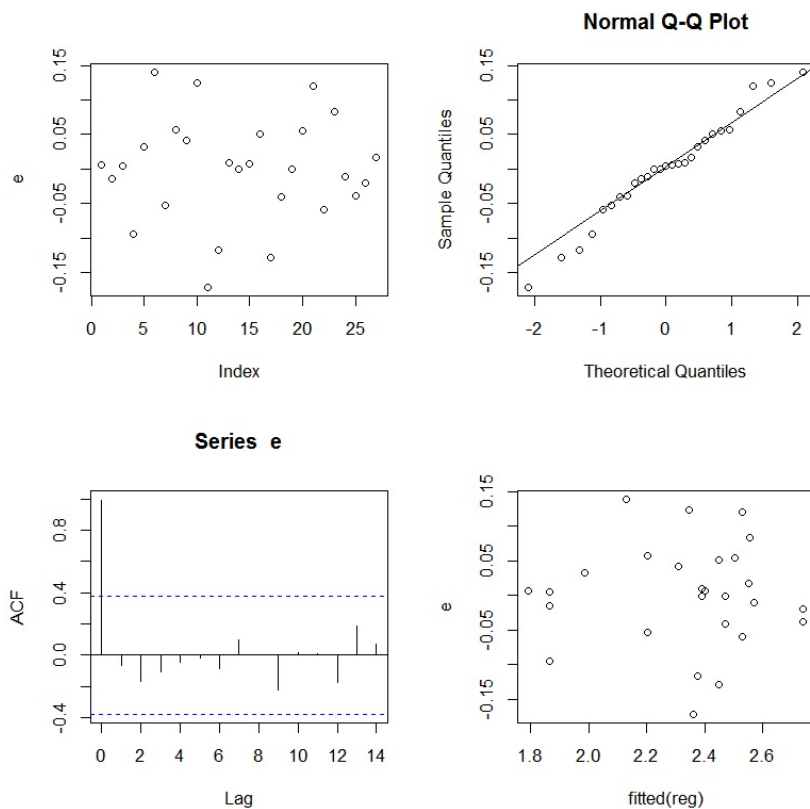 Normal Q-Q Plot
e
0.15
0.05
-0.05
-0.15
0 5 10 15 20 25
Index
Sample Quantiles
0.15
0.05
-0.05
-0.15
-2 -1 0 1 2
Theoretical Quantiles
Series e
ACF
0.8
0.4
0.0
-0.4
0 2 4 6 8 10 12 14
Lag
e
0.15
0.05
-0.05
-0.15
1.8 2.0 2.2 2.4 2.6
fitted(reg)